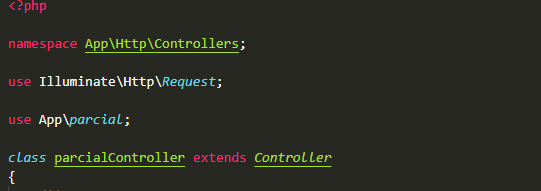 <?php
namespace App\Http\Controllers;
use Illuminate\Http\Request;
use App\parcial;
class parcialController extends Controller
{